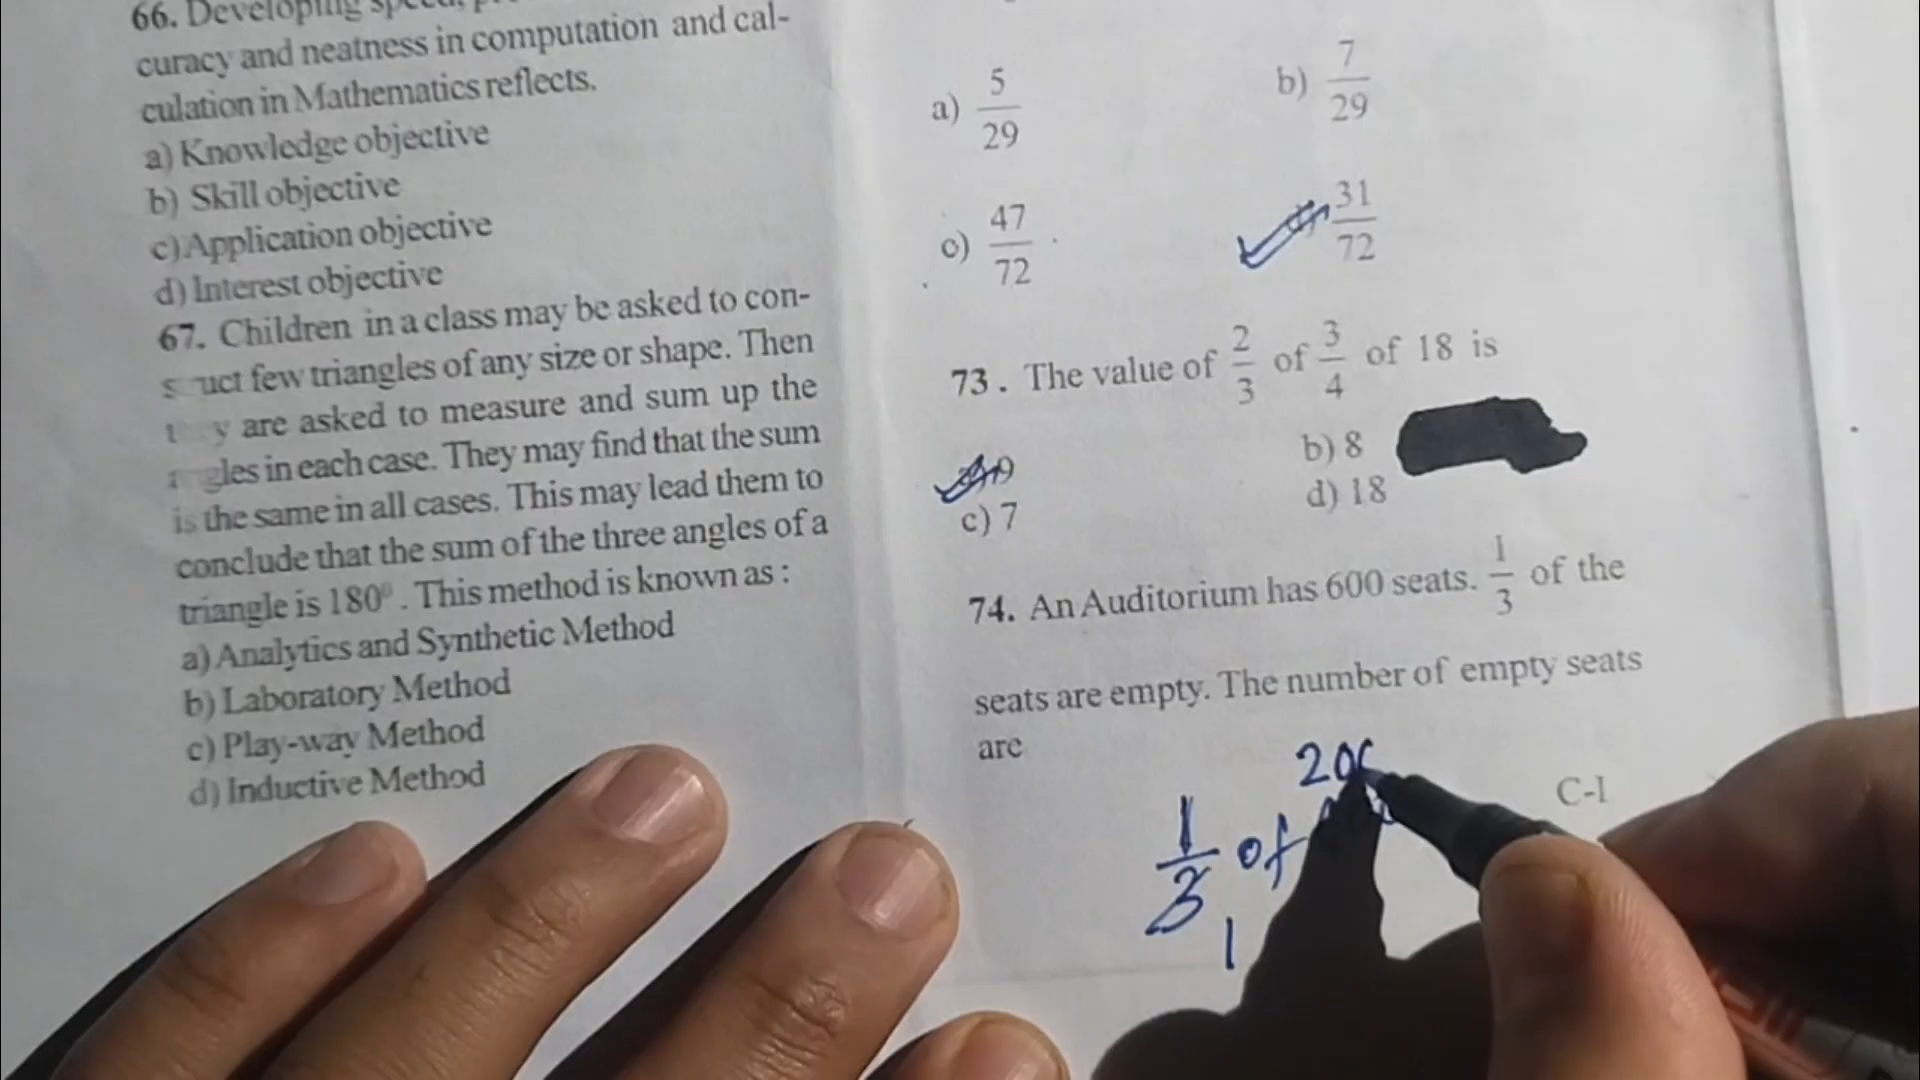 66. Developing speed,
curacy and neatness in computation and cal-
culation in Mathematics reflects.
a) Knowledge objective
b) Skill objective
c) Application objective
d) Interest objective
67. Children in a class may be asked to con-
s uct few triangles of any size or shape. Then
t y are asked to measure and sum up the
a gles in each case. They may find that the sum
is the same in all cases. This may lead them to
conclude that the sum of the three angles of a
triangle is 180⁰. This method is known as :
a) Analytics and Synthetic Method
b) Laboratory Method
c) Play-way Method
d) Inductive Method
a) 5/29 b) 7/29
c) 47/72 31/72
73. The value of 2/3 of 3/4 of 18 is
9 b) 8
c) 7 d) 18
74. An Auditorium has 600 seats. 1/3 of the
seats are empty. The number of empty seats
are
200
C-1
1/3 of
1